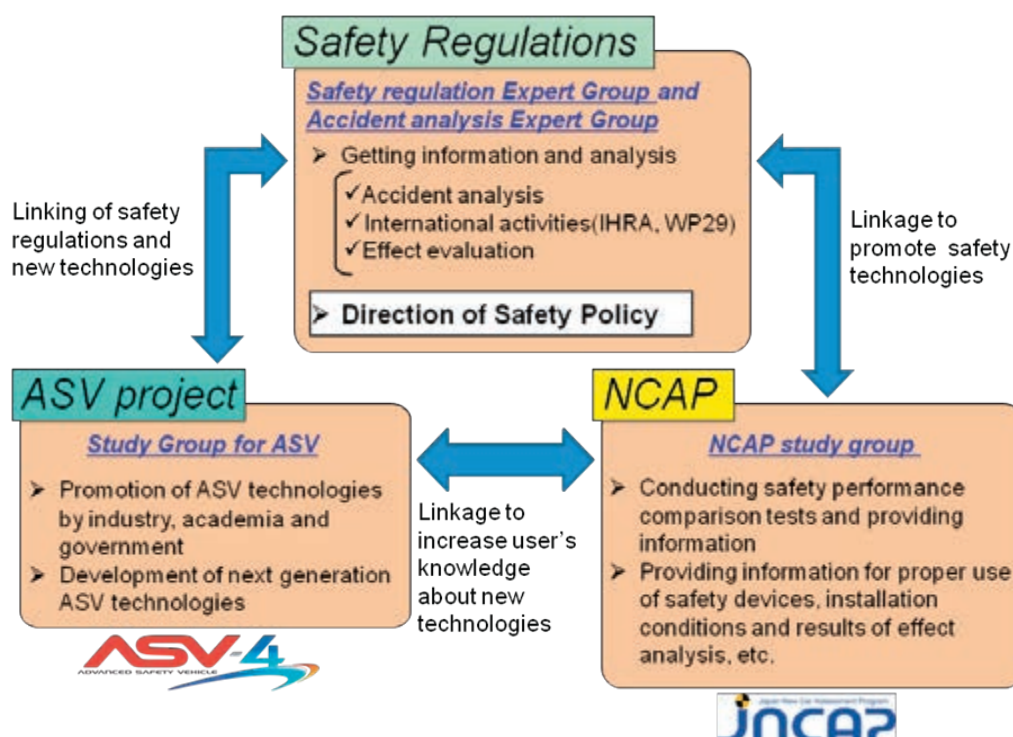 Safety Regulations
Safety regulation Expert Group and
Accident analysis Expert Group
➢ Getting information and analysis
✓Accident analysis
✓International activities(IHRA, WP29)
✓Effect evaluation
➢ Direction of Safety Policy
Linking of safety
regulations and
new technologies
Linkage to
promote safety
technologies
ASV project
Study Group for ASV
➢ Promotion of ASV technologies
by industry, academia and
government
➢ Development of next generation
ASV technologies
ASV-4
ADVANCED SAFETY VEHICLE
Linkage to
increase user’s
knowledge
about new
technologies
NCAP
NCAP study group
➢ Conducting safety performance
comparison tests and providing
information
➢ Providing information for proper use
of safety devices, installation
conditions and results of effect
analysis, etc.
Japan New Car Assessment Program
JNCAP